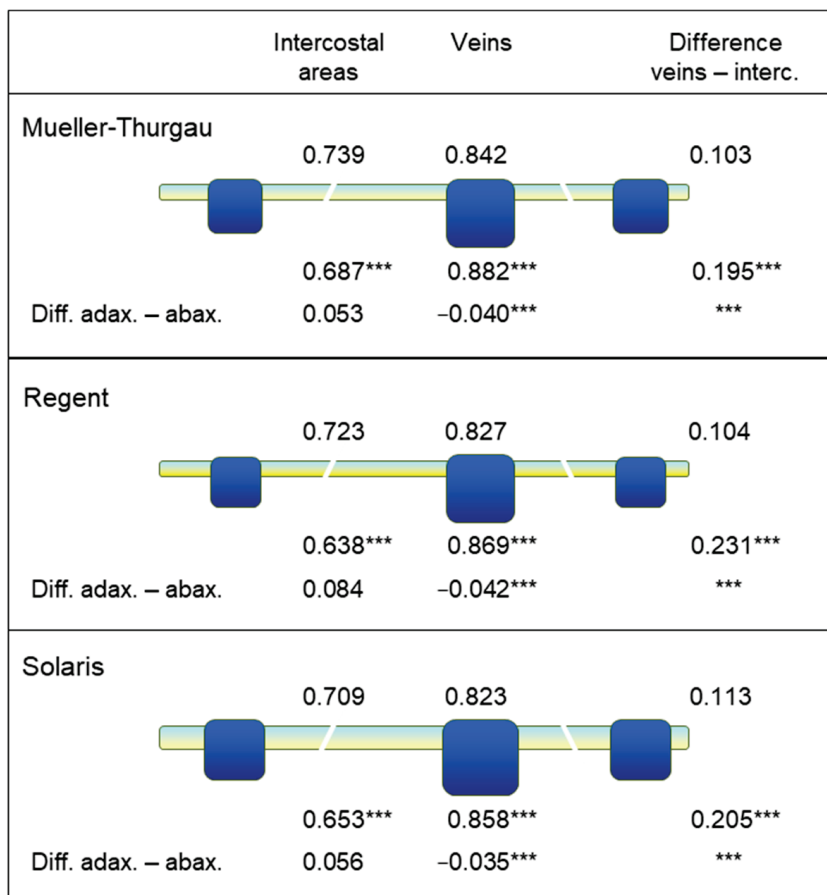 Intercostal areas Veins Difference veins – interc.
Mueller-Thurgau
0.739 0.842 0.103
0.687*** 0.882*** 0.195***
Diff. adax. – abax. 0.053 –0.040*** ***
Regent
0.723 0.827 0.104
0.638*** 0.869*** 0.231***
Diff. adax. – abax. 0.084 –0.042*** ***
Solaris
0.709 0.823 0.113
0.653*** 0.858*** 0.205***
Diff. adax. – abax. 0.056 –0.035*** ***